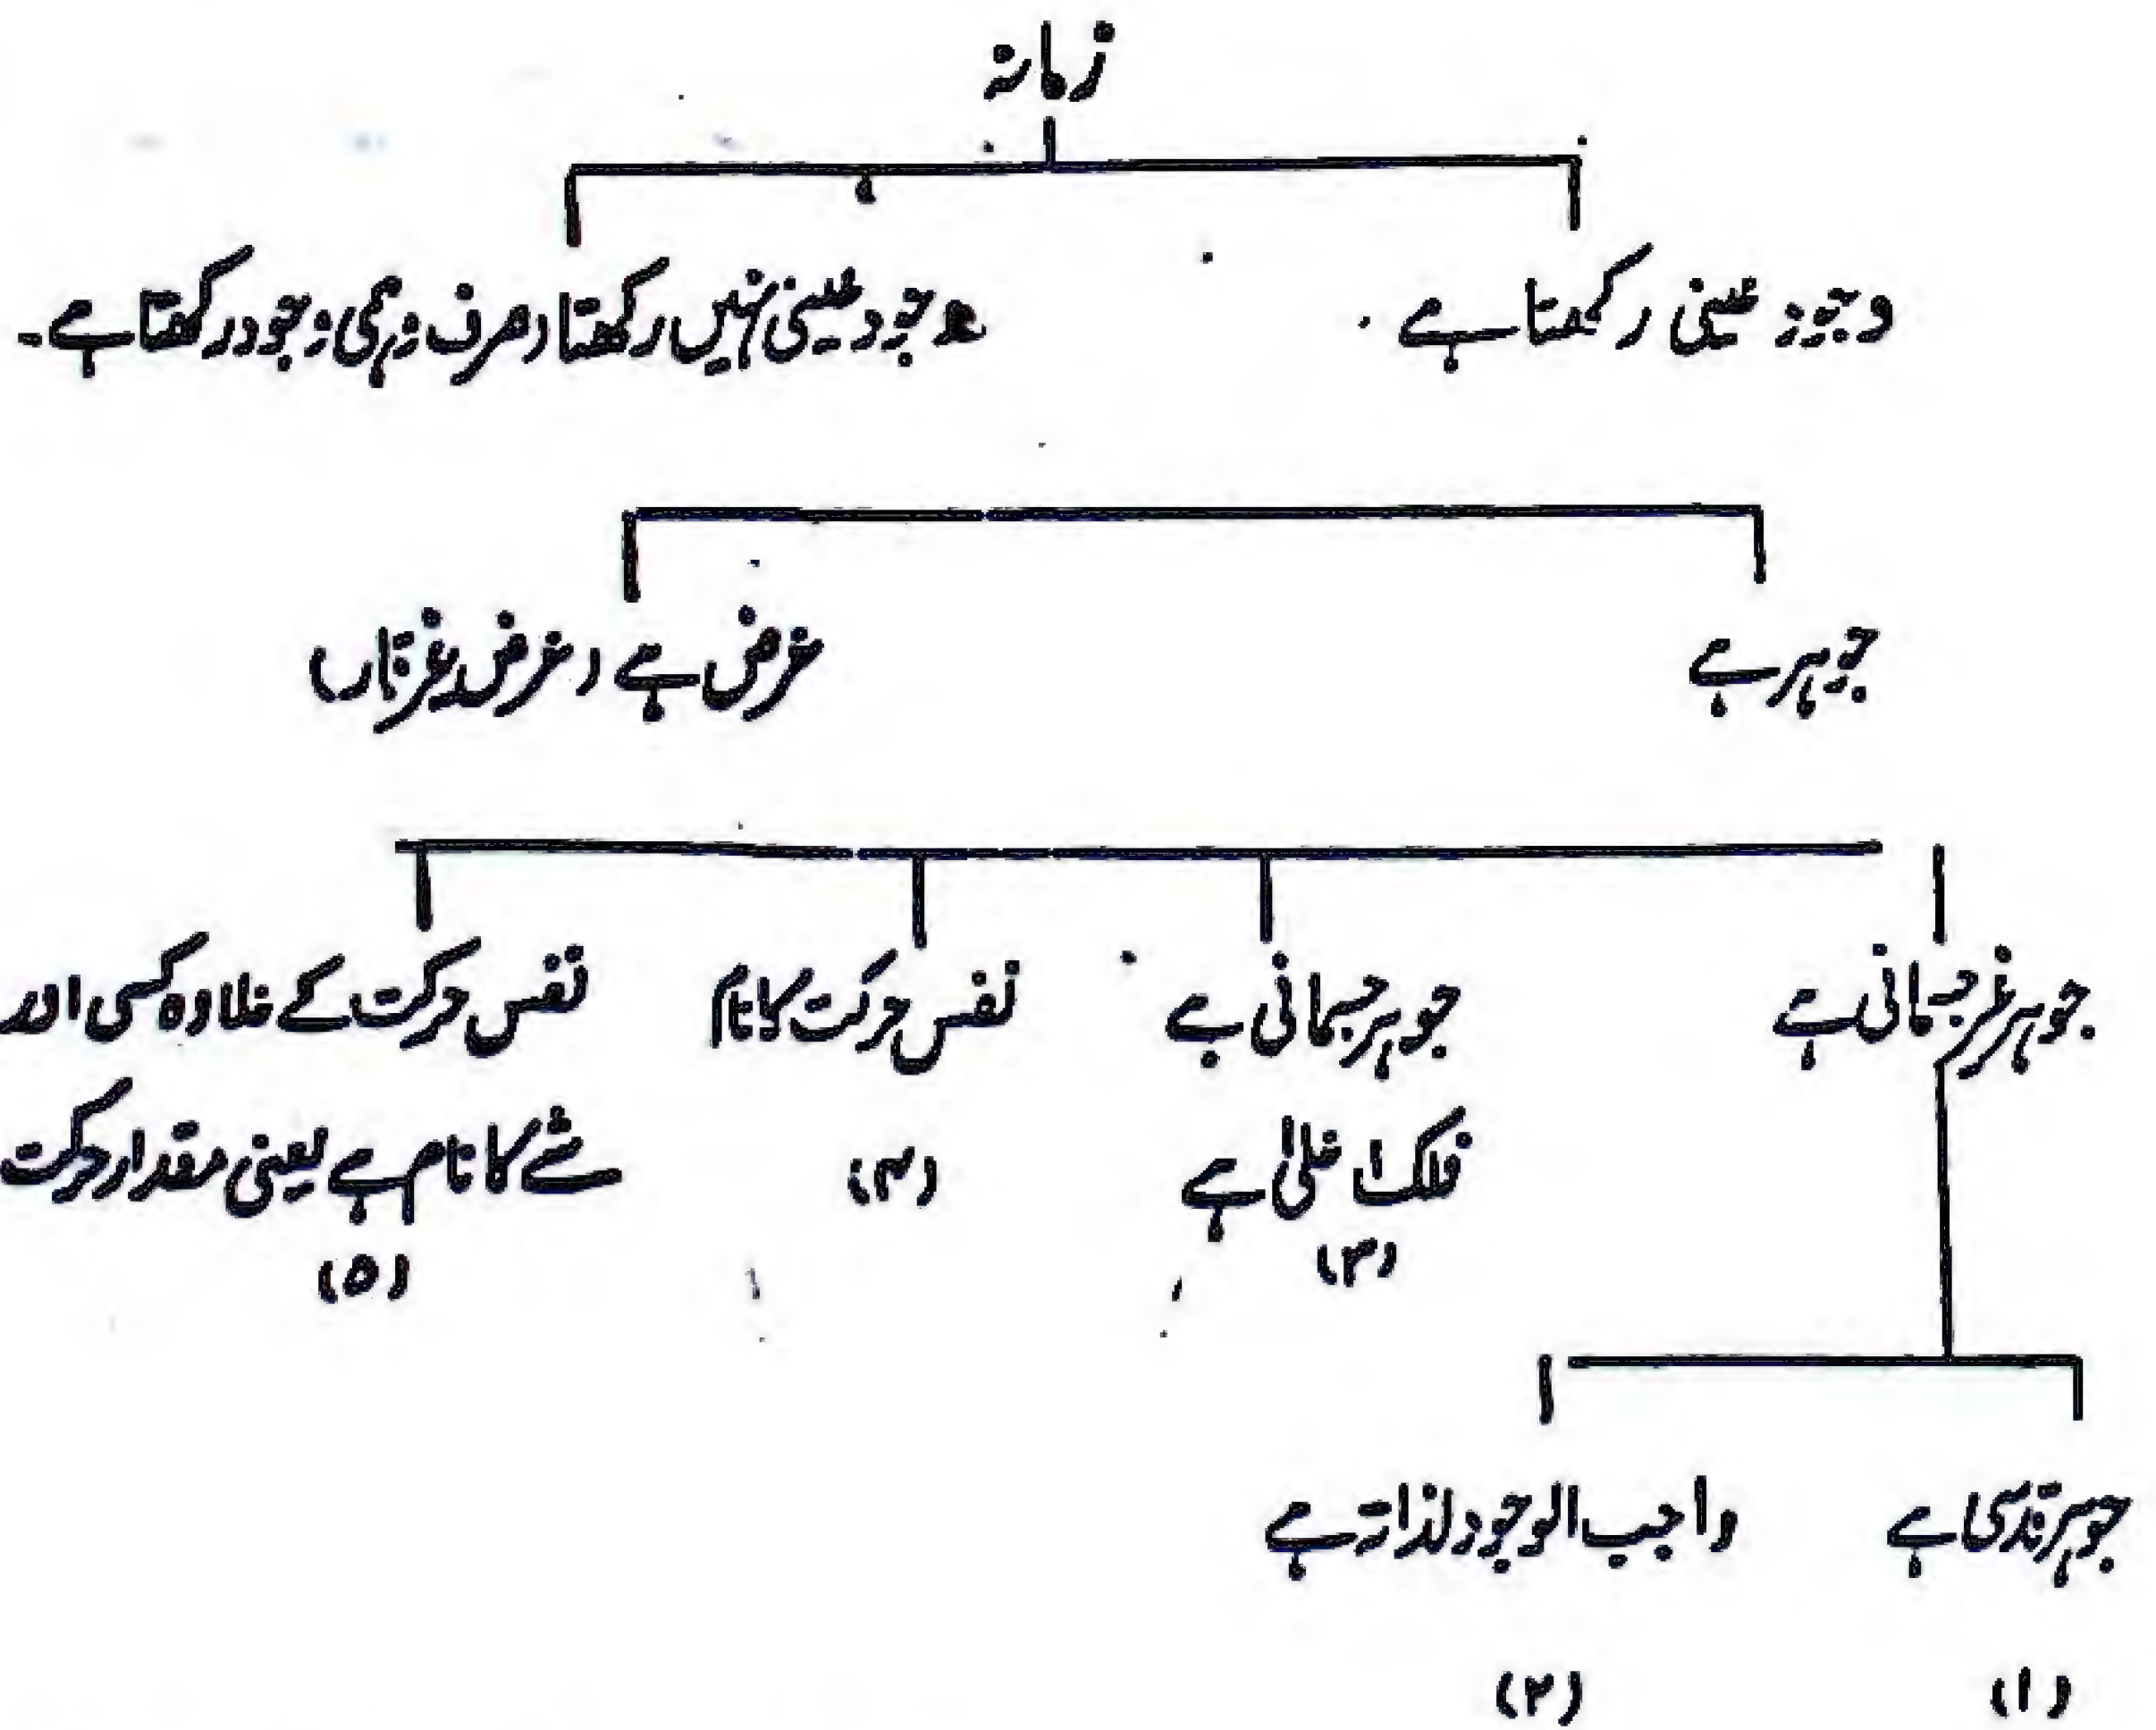 زمانہ
وجود عینی رکھتا ہے۔
وجود عینی نہیں رکھتا (صرف وہمی وجود رکھتا ہے۔
جوہر ہے
عرض ہے (عرض غیر قار)
جوہر غیر جسمانی ہے
جوہر جسمانی ہے
فلک اعلیٰ ہے
(۳)
نفس حرکت کا نام
(۴)
نفس حرکت کے علاوہ کسی اور
شے کا نام ہے یعنی مقدار حرکت
(۵)
جوہر قدسی ہے
(۱)
واجب الوجود لذاتہ ہے
(۲)